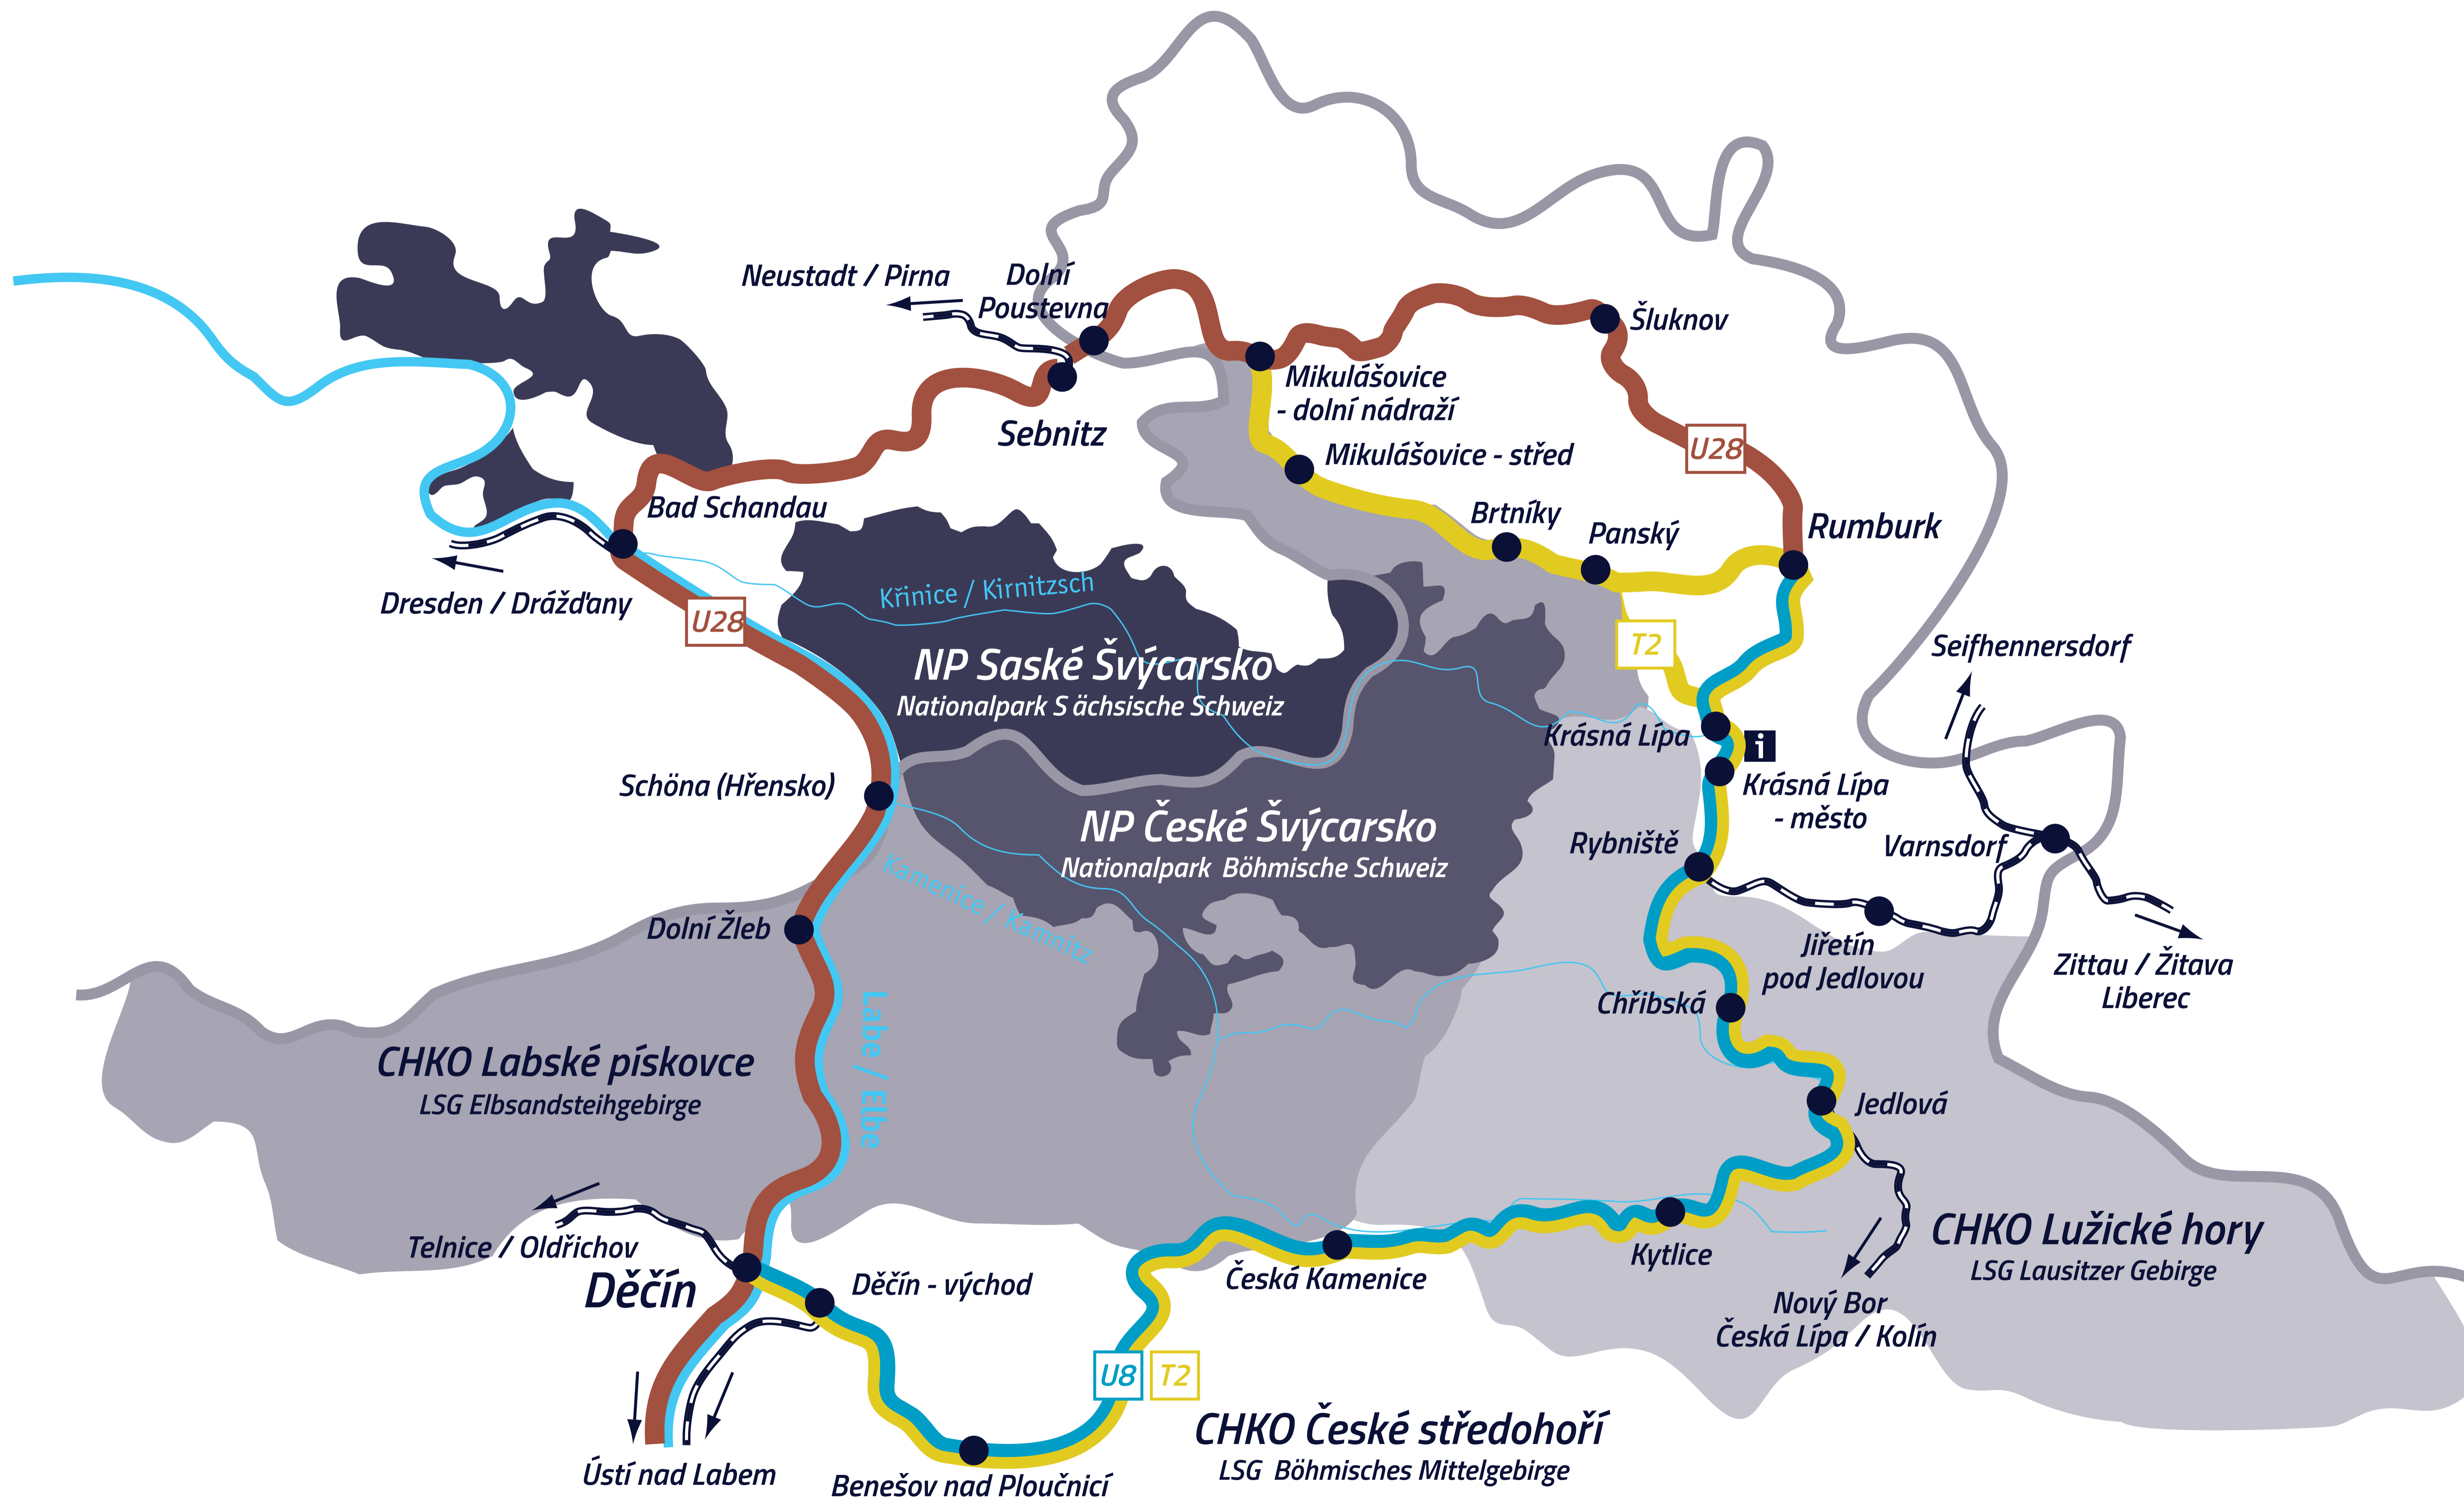 Neustadt / Pirna
Dolní
Poustevna
Šluknov
Mikulášovice
- dolní nádraží
Sebnitz
U28
Mikulášovice - střed
Bad Schandau
Brtníky
Panský
Rumburk
Dresden / Drážďany
U28
Křinice / Kirnitzsch
T2
Seifhennersdorf
NP Saské Švýcarsko
Nationalpark S ächsische Schweiz
Krásná Lípa
i
Schöna (Hřensko)
Krásná Lípa
- město
NP České Švýcarsko
Nationalpark Böhmische Schweiz
Rybniště
Varnsdorf
Kamenice / Kamnitz
Dolní Žleb
Jiřetín
pod Jedlovou
Zittau / Žitava
Liberec
Chřibská
Labe / Elbe
CHKO Labské pískovce
LSG Elbsandsteihgebirge
Jedlová
Telnice / Oldřichov
Děčín
Děčín - východ
Česká Kamenice
Kytlice
CHKO Lužické hory
LSG Lausitzer Gebirge
Nový Bor
Česká Lípa / Kolín
U8
T2
CHKO České středohoří
LSG Böhmisches Mittelgebirge
Ústí nad Labem
Benešov nad Ploučnicí